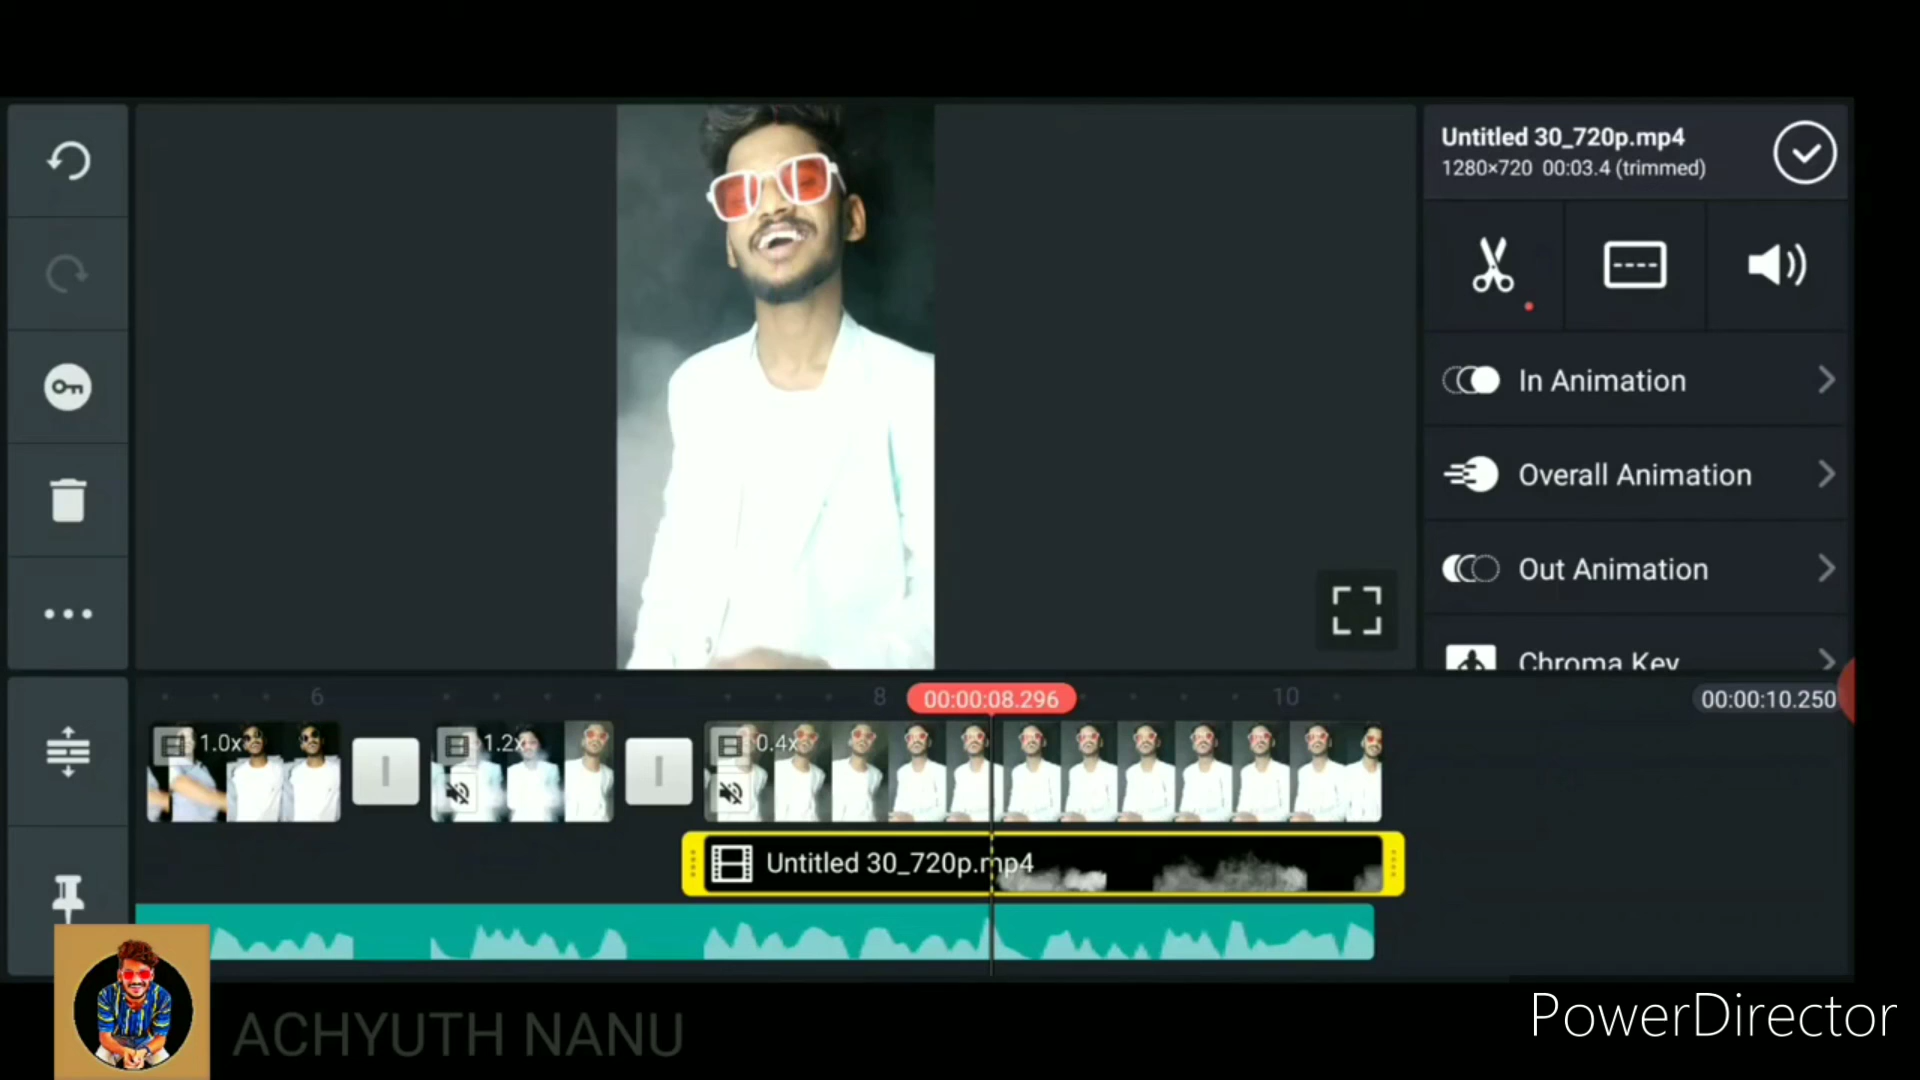 Untitled 30_720p.mp4
1280×720 00:03.4 (trimmed)
In Animation
Overall Animation
Out Animation
Chroma Key
6
8
00:00:08.296
10
00:00:10.250
1.0x
1.2x
0.4x
Untitled 30_720p.mp4
ACHYUTH NANU
PowerDirector